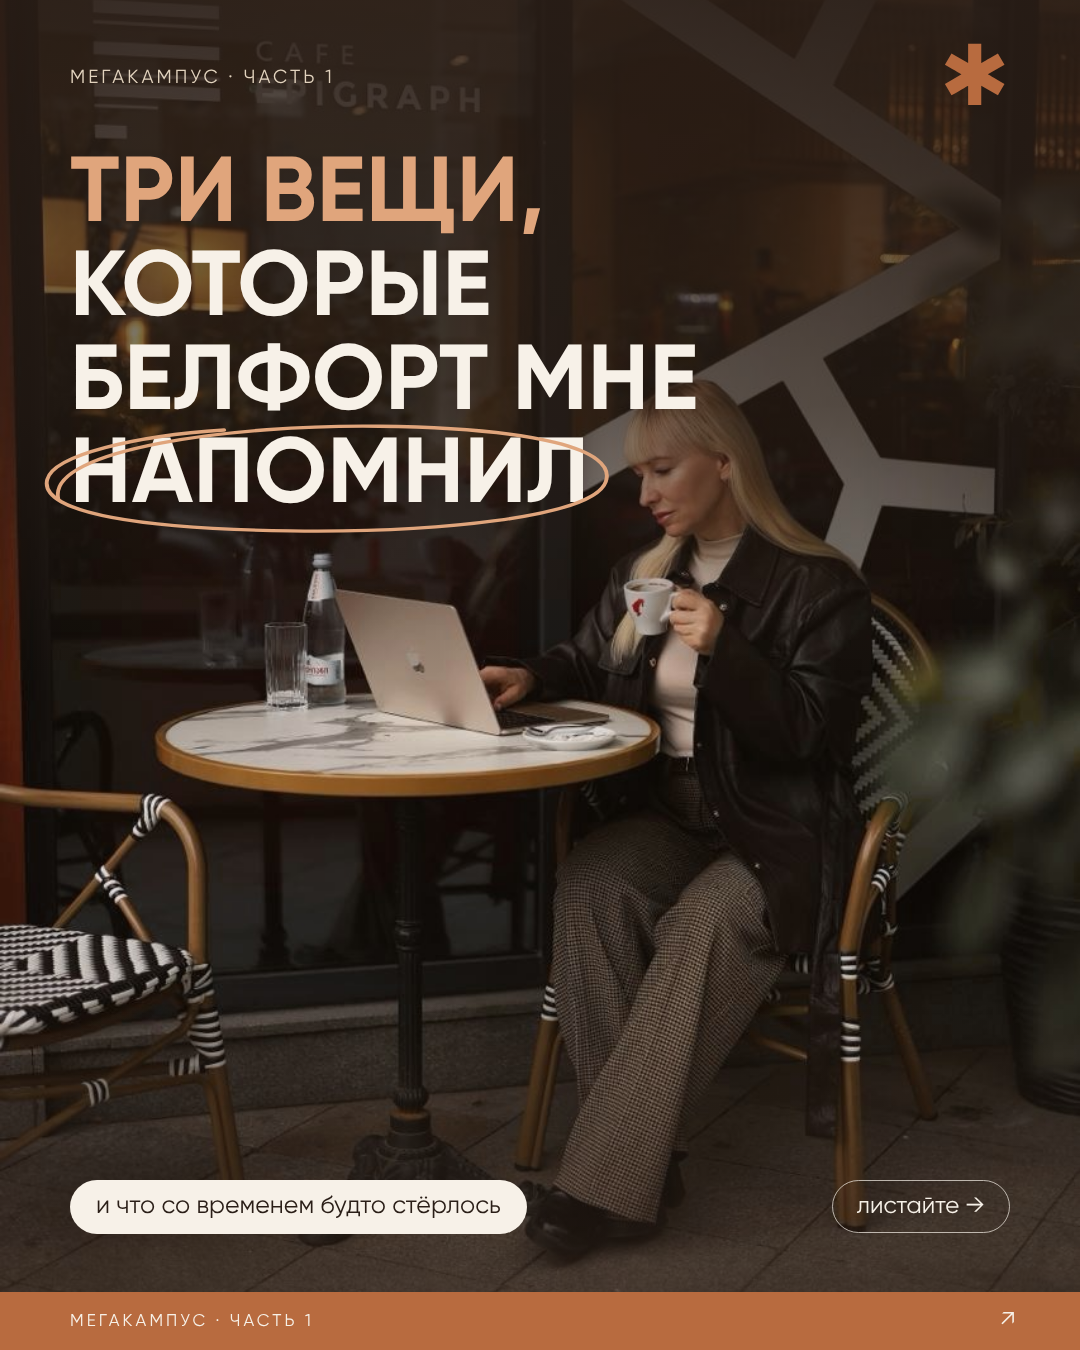 CAFE
EPIGRAPH
МЕГАКАМПУС · ЧАСТЬ 1
ТРИ ВЕЩИ,
КОТОРЫЕ
БЕЛФОРТ МНЕ
НАПОМНИЛ
и что со временем будто стёрлось
листайте →
МЕГАКАМПУС · ЧАСТЬ 1